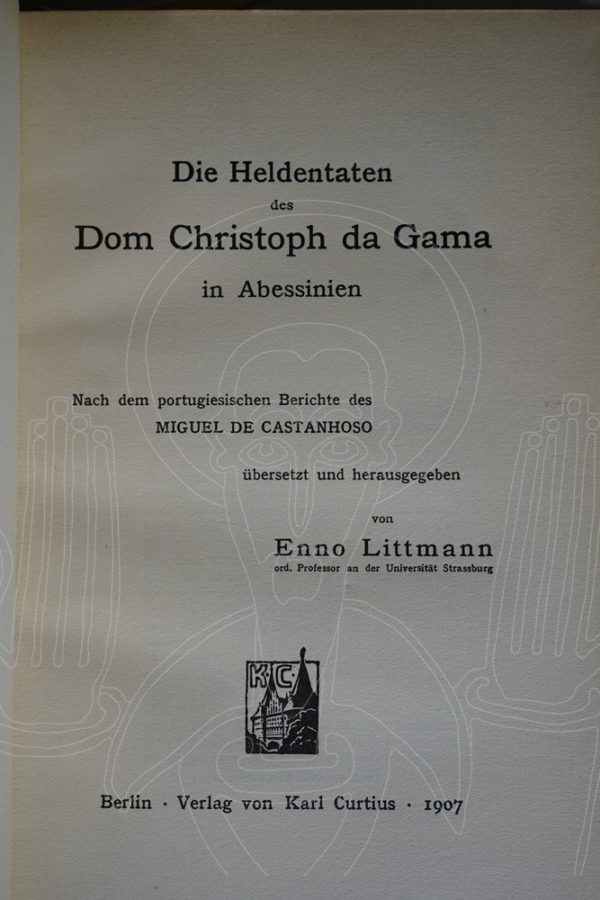 Die Heldentaten
des
Dom Christoph da Gama
in Abessinien
Nach dem portugiesischen Berichte des
MIGUEL DE CASTANHOSO
übersetzt und herausgegeben
von
Enno Littmann
ord. Professor an der Universität Strassburg
K·C·
Berlin · Verlag von Karl Curtius · 1907